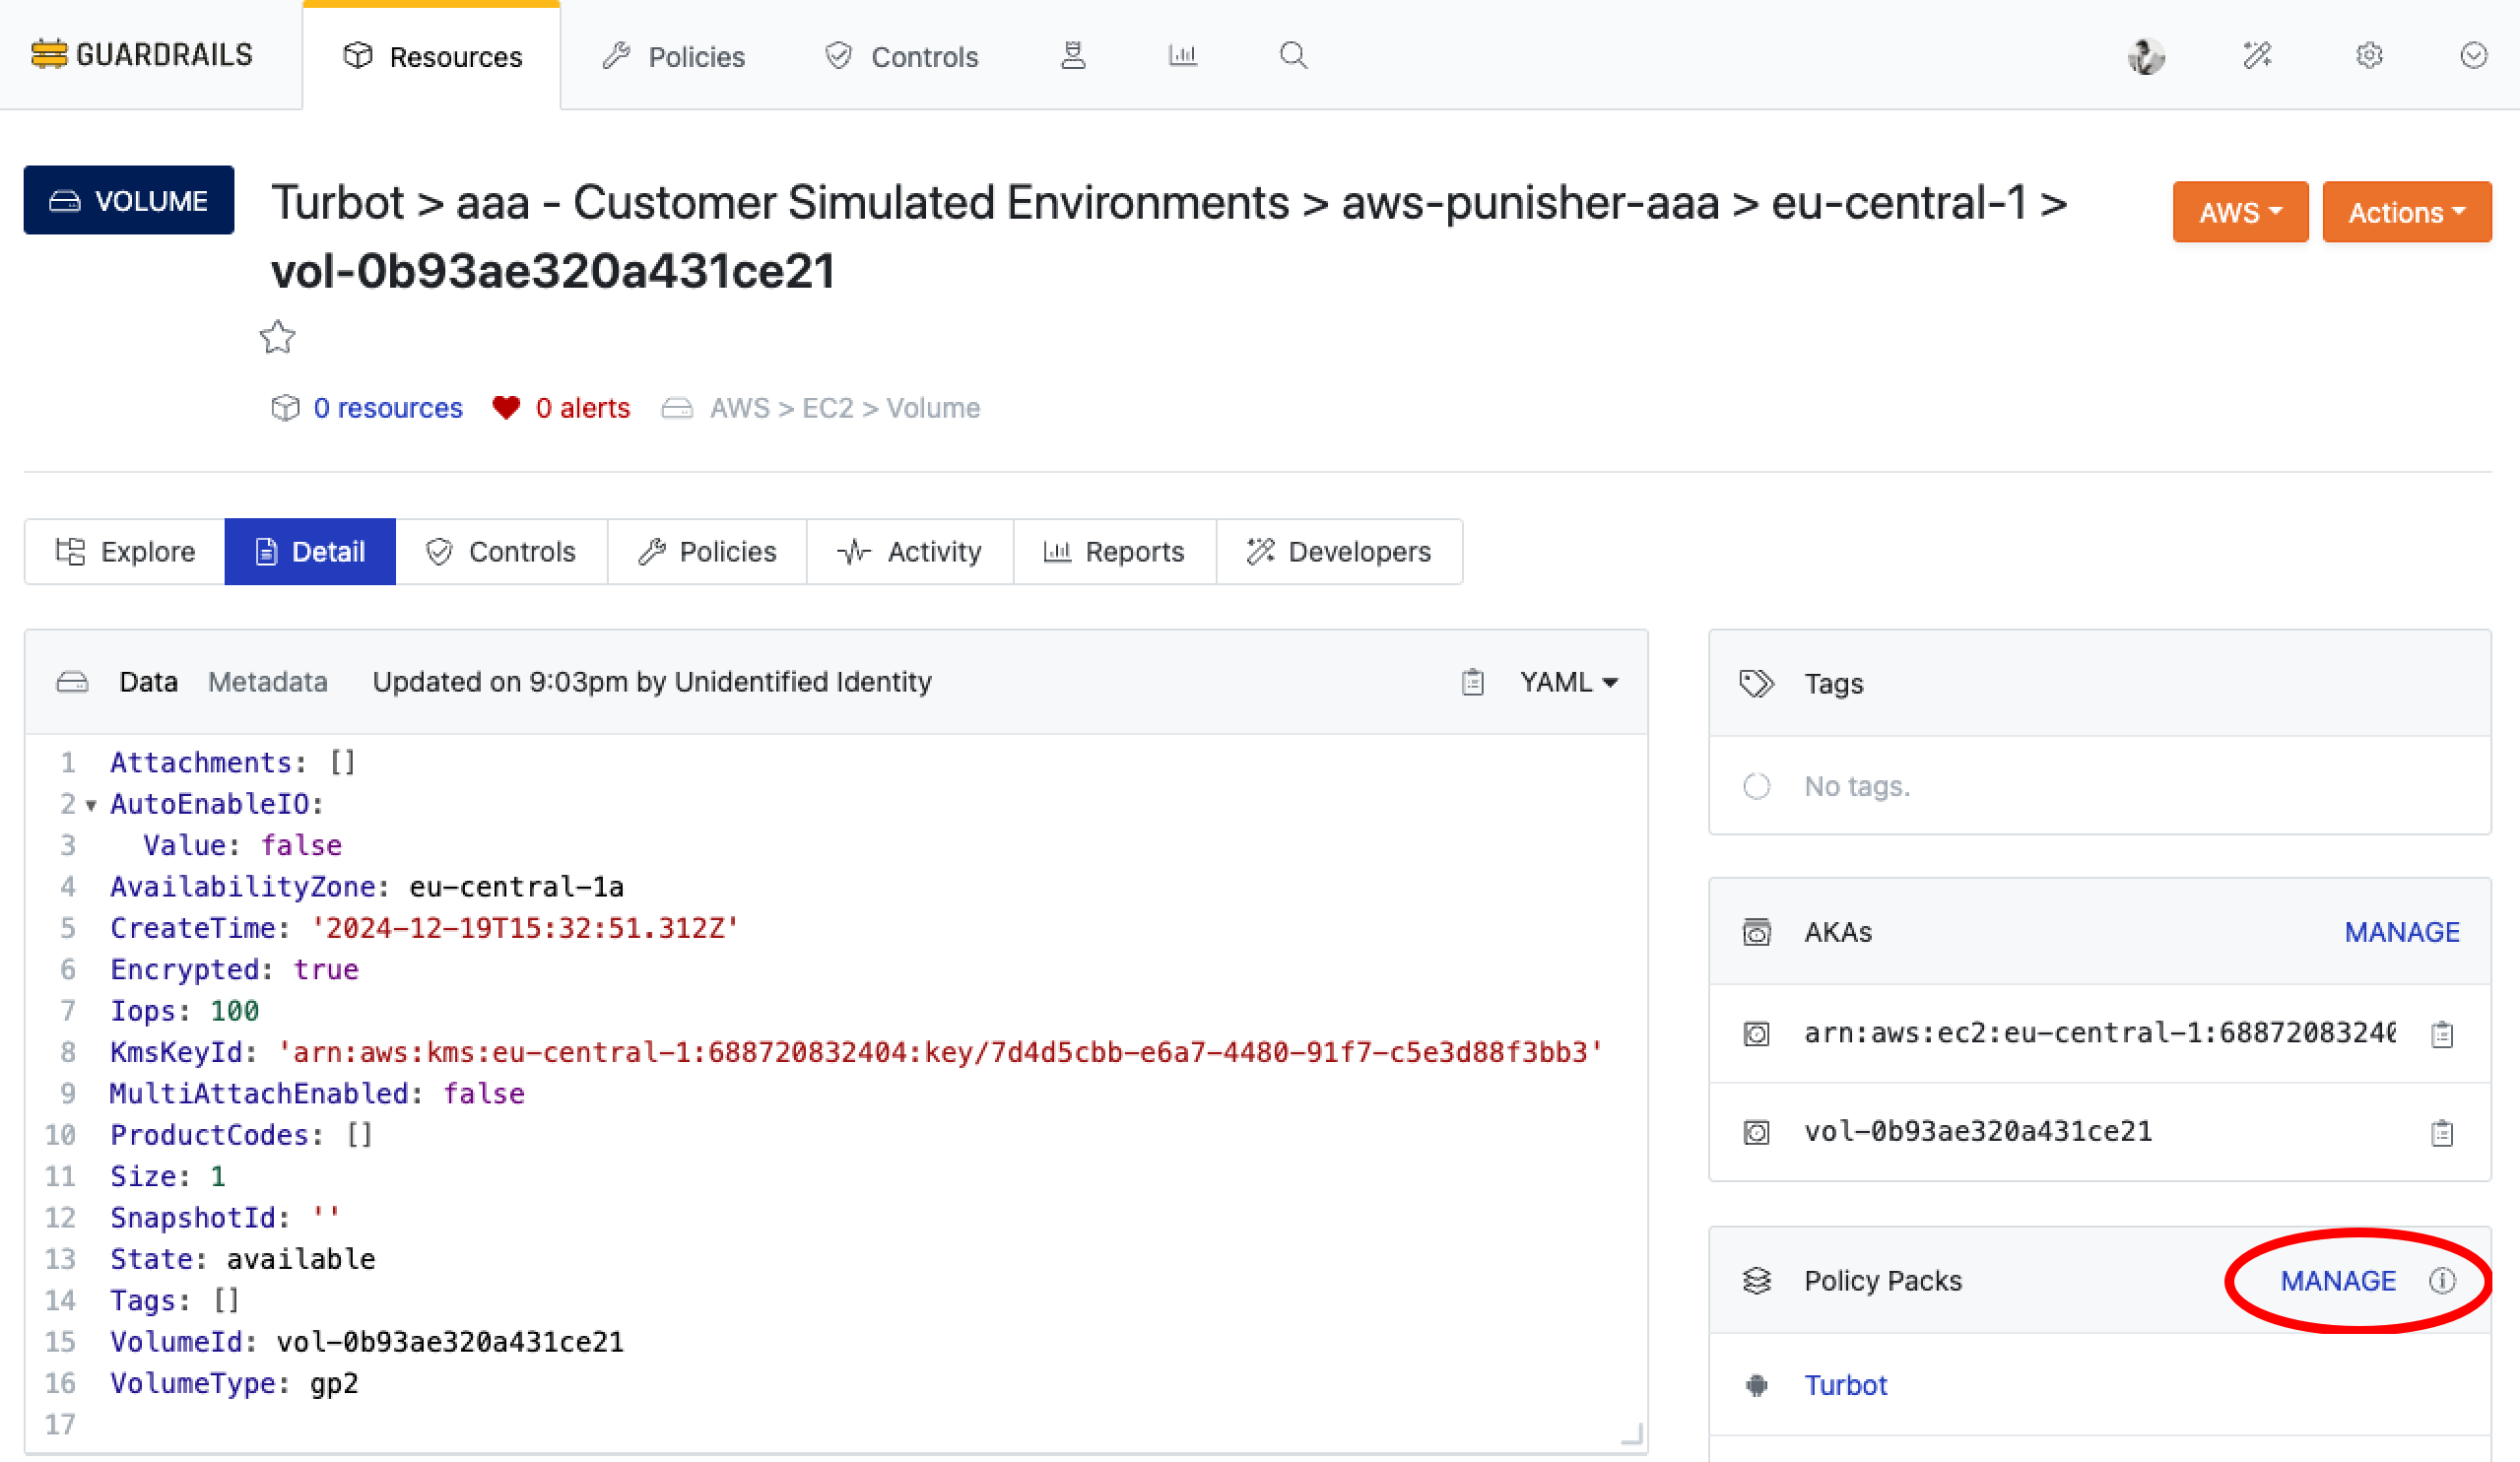 GUARDRAILS
Resources
Policies
Controls
VOLUME
Turbot > aaa - Customer Simulated Environments > aws-punisher-aaa > eu-central-1 >
vol-0b93ae320a431ce21
AWS
Actions
0 resources
0 alerts
AWS > EC2 > Volume
Explore
Detail
Controls
Policies
Activity
Reports
Developers
Data
Metadata
Updated on 9:03pm by Unidentified Identity
YAML
1 Attachments: []
2 AutoEnableIO:
3 Value: false
4 AvailabilityZone: eu-central-1a
5 CreateTime: '2024-12-19T15:32:51.312Z'
6 Encrypted: true
7 Iops: 100
8 KmsKeyId: 'arn:aws:kms:eu-central-1:688720832404:key/7d4d5cbb-e6a7-4480-91f7-c5e3d88f3bb3'
9 MultiAttachEnabled: false
10 ProductCodes: []
11 Size: 1
12 SnapshotId: ''
13 State: available
14 Tags: []
15 VolumeId: vol-0b93ae320a431ce21
16 VolumeType: gp2
17
Tags
No tags.
AKAs
MANAGE
arn:aws:ec2:eu-central-1:68872083240
vol-0b93ae320a431ce21
Policy Packs
MANAGE
Turbot